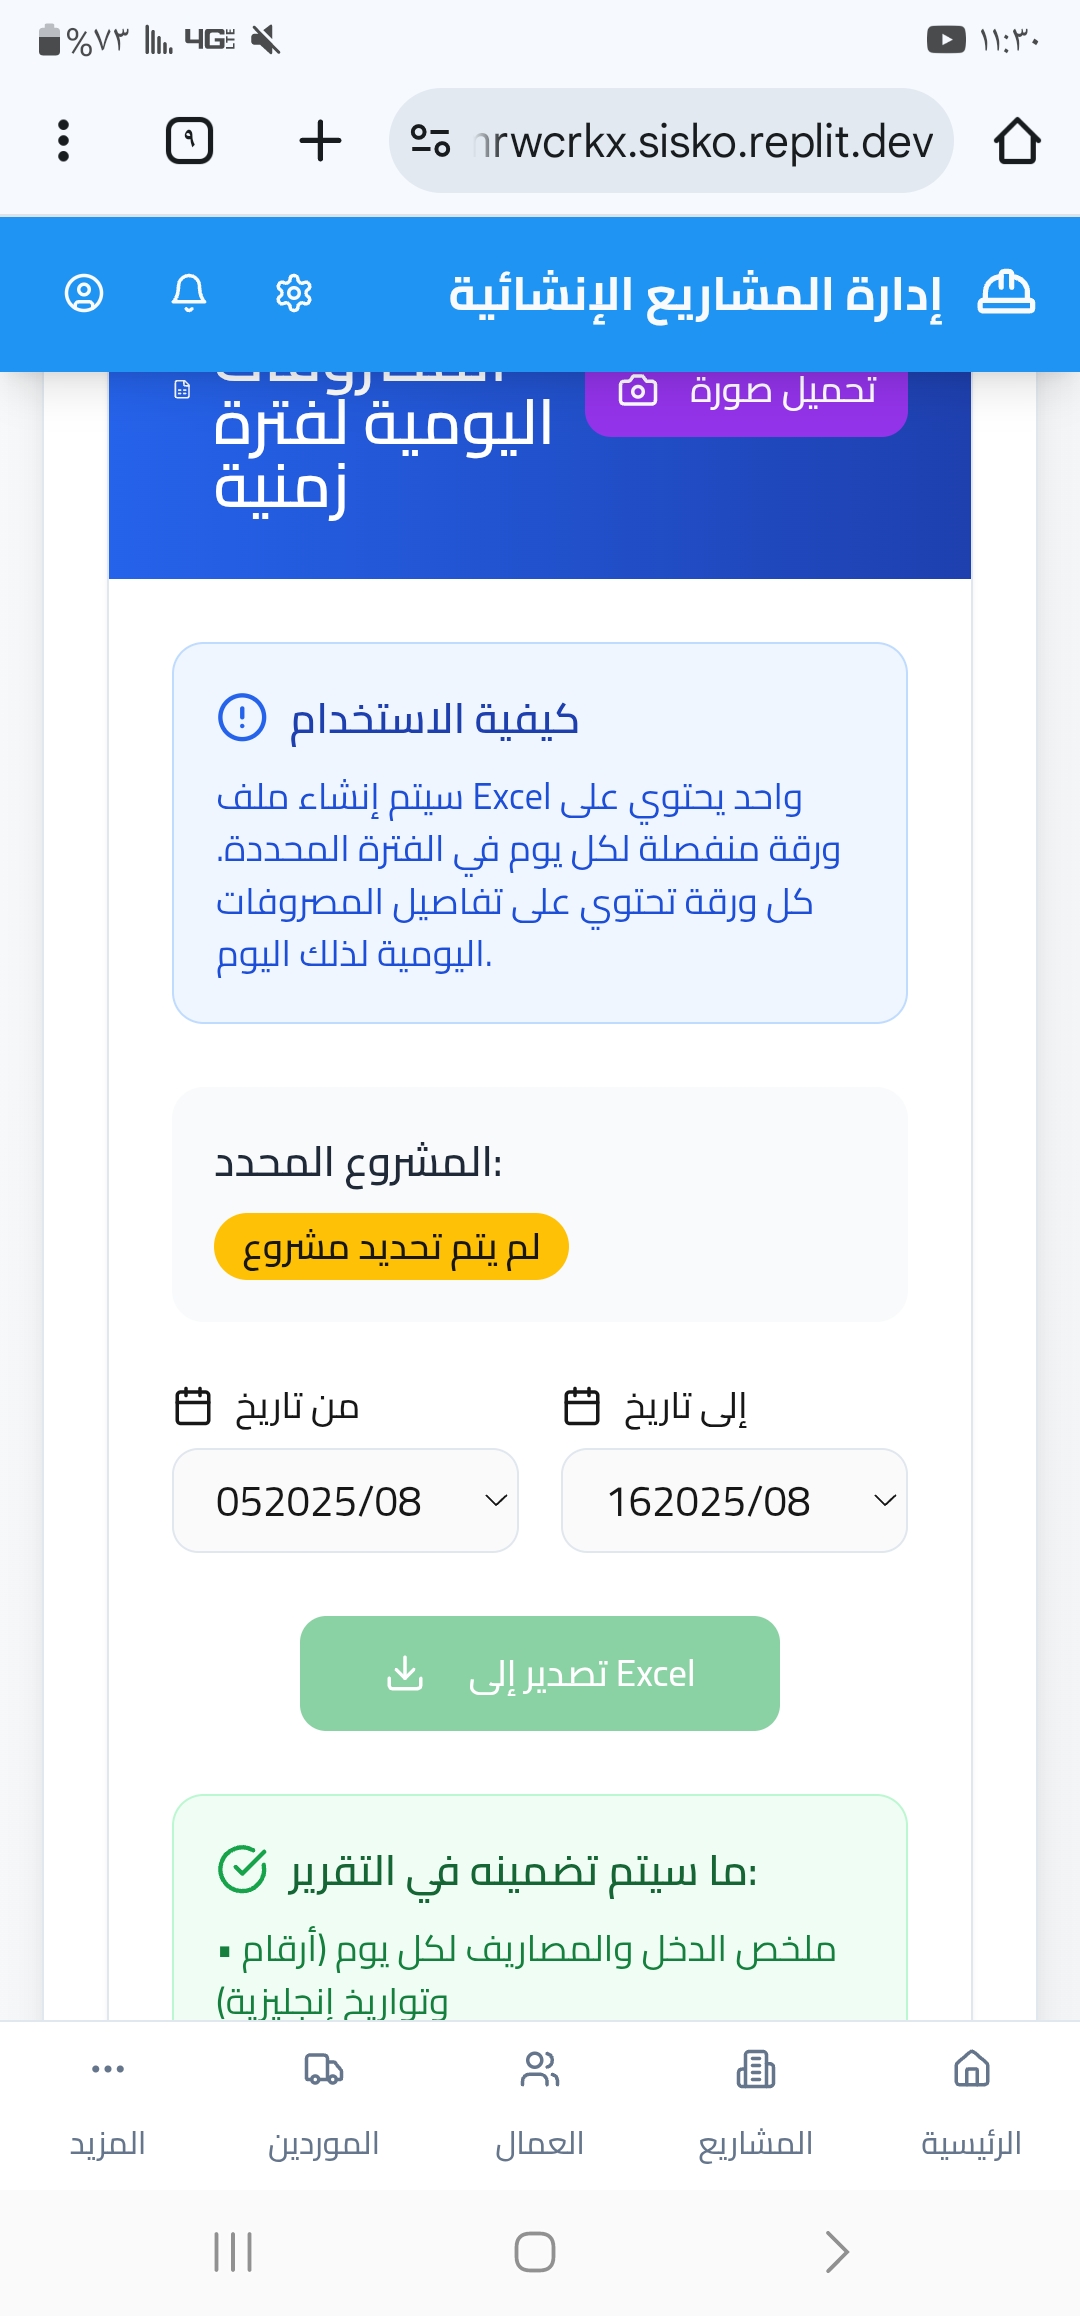 %٧٣ 4G LTE ١١:٣٠
٩ nrwcrkx.sisko.replit.dev
إدارة المشاريع الإنشائية
تحميل صورة
اليومية لفترة
زمنية
كيفية الاستخدام
سيتم إنشاء ملف Excel واحد يحتوي على
ورقة منفصلة لكل يوم في الفترة المحددة.
كل ورقة تحتوي على تفاصيل المصروفات
اليومية لذلك اليوم.
المشروع المحدد:
لم يتم تحديد مشروع
من تاريخ
إلى تاريخ
052025/08
162025/08
تصدير إلى Excel
ما سيتم تضمينه في التقرير:
▪ ملخص الدخل والمصاريف لكل يوم (أرقام
وتواريخ إنجليزية)
الرئيسية
المشاريع
العمال
الموردين
المزيد